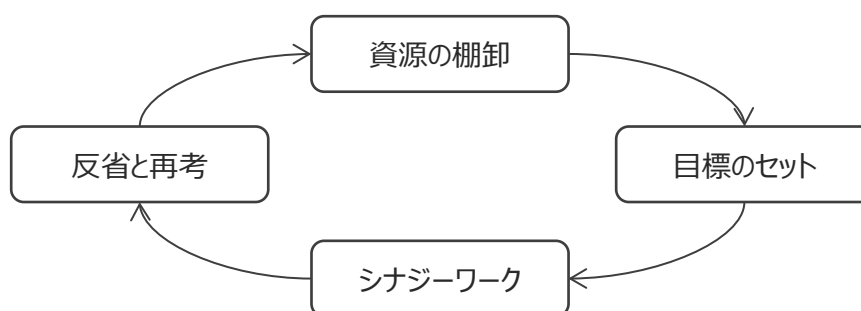 資源の棚卸
反省と再考
目標のセット
シナジーワーク